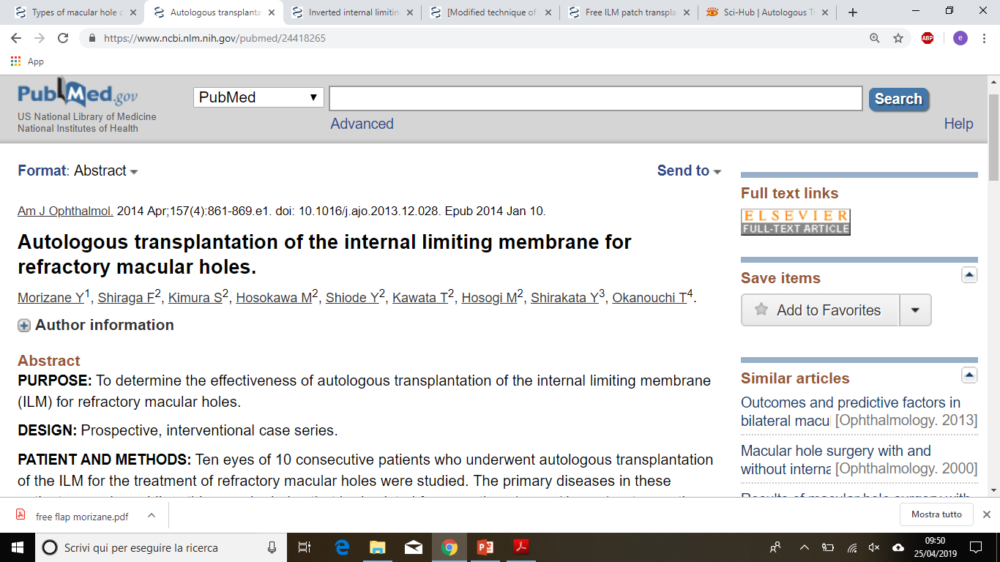 Types of macular hole c
Autologous transplanta
Inverted internal limitin
[Modified technique of
Free ILM patch transpla
Sci-Hub | Autologous Tr
https://www.ncbi.nlm.nih.gov/pubmed/24418265
ABP
e
App
PubMed.gov
US National Library of Medicine
National Institutes of Health
PubMed
Search
Advanced
Help
Format: Abstract
Send to
Am J Ophthalmol. 2014 Apr;157(4):861-869.e1. doi: 10.1016/j.ajo.2013.12.028. Epub 2014 Jan 10.
Autologous transplantation of the internal limiting membrane for
refractory macular holes.
Morizane Y1, Shiraga F2, Kimura S2, Hosokawa M2, Shiode Y2, Kawata T2, Hosogi M2, Shirakata Y3, Okanouchi T4.
Author information
Abstract
PURPOSE: To determine the effectiveness of autologous transplantation of the internal limiting membrane
(ILM) for refractory macular holes.
DESIGN: Prospective, interventional case series.
PATIENT AND METHODS: Ten eyes of 10 consecutive patients who underwent autologous transplantation
of the ILM for the treatment of refractory macular holes were studied. The primary diseases in these
Full text links
ELSEVIER
FULL-TEXT ARTICLE
Save items
Add to Favorites
Similar articles
Outcomes and predictive factors in
bilateral macul [Ophthalmology. 2013]
Macular hole surgery with and
without interna [Ophthalmology. 2000]
Results of macular hole surgery with
free flap morizane.pdf
Mostra tutto
Scrivi qui per eseguire la ricerca
09:50
25/04/2019